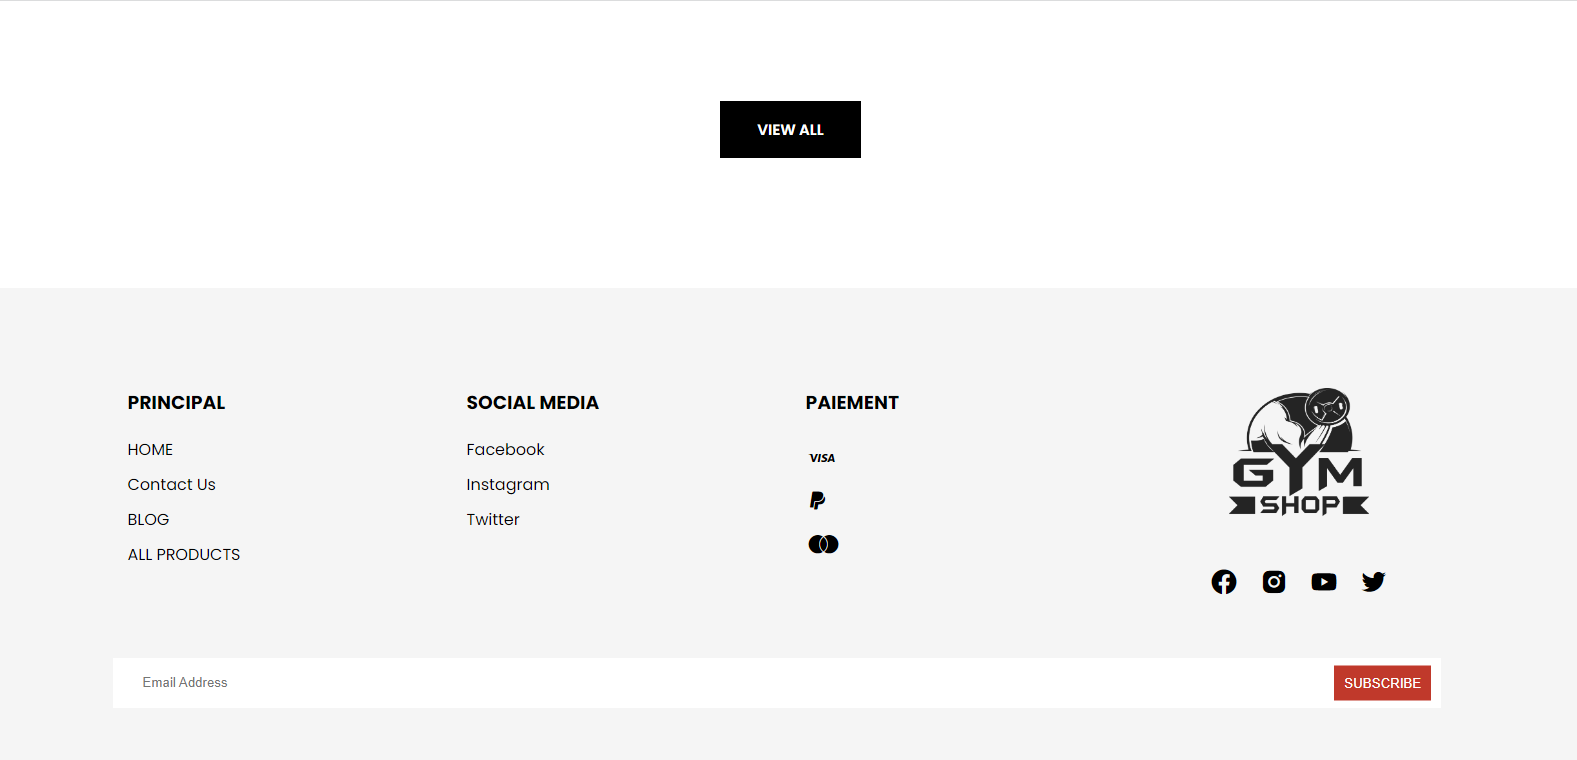 VIEW ALL
PRINCIPAL
HOME
Contact Us
BLOG
ALL PRODUCTS
SOCIAL MEDIA
Facebook
Instagram
Twitter
PAIEMENT
VISA
GYM
SHOP
Email Address
SUBSCRIBE